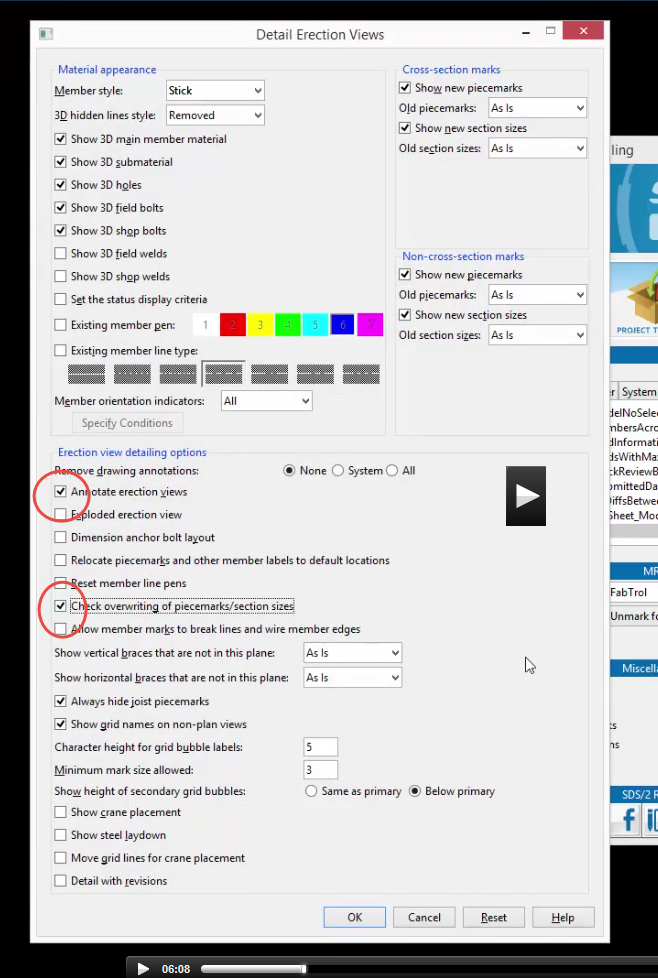 Detail Erection Views
Material appearance
Member style: Stick
3D hidden lines style: Removed
Show 3D main member material
Show 3D submaterial
Show 3D holes
Show 3D field bolts
Show 3D shop bolts
Show 3D field welds
Show 3D shop welds
Set the status display criteria
Existing member pen: 1 2 3 4 5 6 7
Existing member line type:
Member orientation indicators: All
Specify Conditions
Cross-section marks
Show new piecemarks
Old piecemarks: As Is
Show new section sizes
Old section sizes: As Is
Non-cross-section marks
Show new piecemarks
Old piecemarks: As Is
Show new section sizes
Old section sizes: As Is
Erection view detailing options
Remove drawing annotations: None System All
Annotate erection views
Exploded erection view
Dimension anchor bolt layout
Relocate piecemarks and other member labels to default locations
Reset member line pens
Check overwriting of piecemarks/section sizes
Allow member marks to break lines and wire member edges
Show vertical braces that are not in this plane: As Is
Show horizontal braces that are not in this plane: As Is
Always hide joist piecemarks
Show grid names on non-plan views
Character height for grid bubble labels: 5
Minimum mark size allowed: 3
Show height of secondary grid bubbles: Same as primary Below primary
Show crane placement
Show steel laydown
Move grid lines for crane placement
Detail with revisions
OK Cancel Reset Help
ling
PROJECT T
er System
delNoSelec
mbersAcro
dInformati
dsWithMa
ckReviewB
bmittedDa
DiffsBetwe
Sheet_Mod
MR
FabTrol
Unmark fo
Miscella
ks
ns
SDS/2 R
06:08